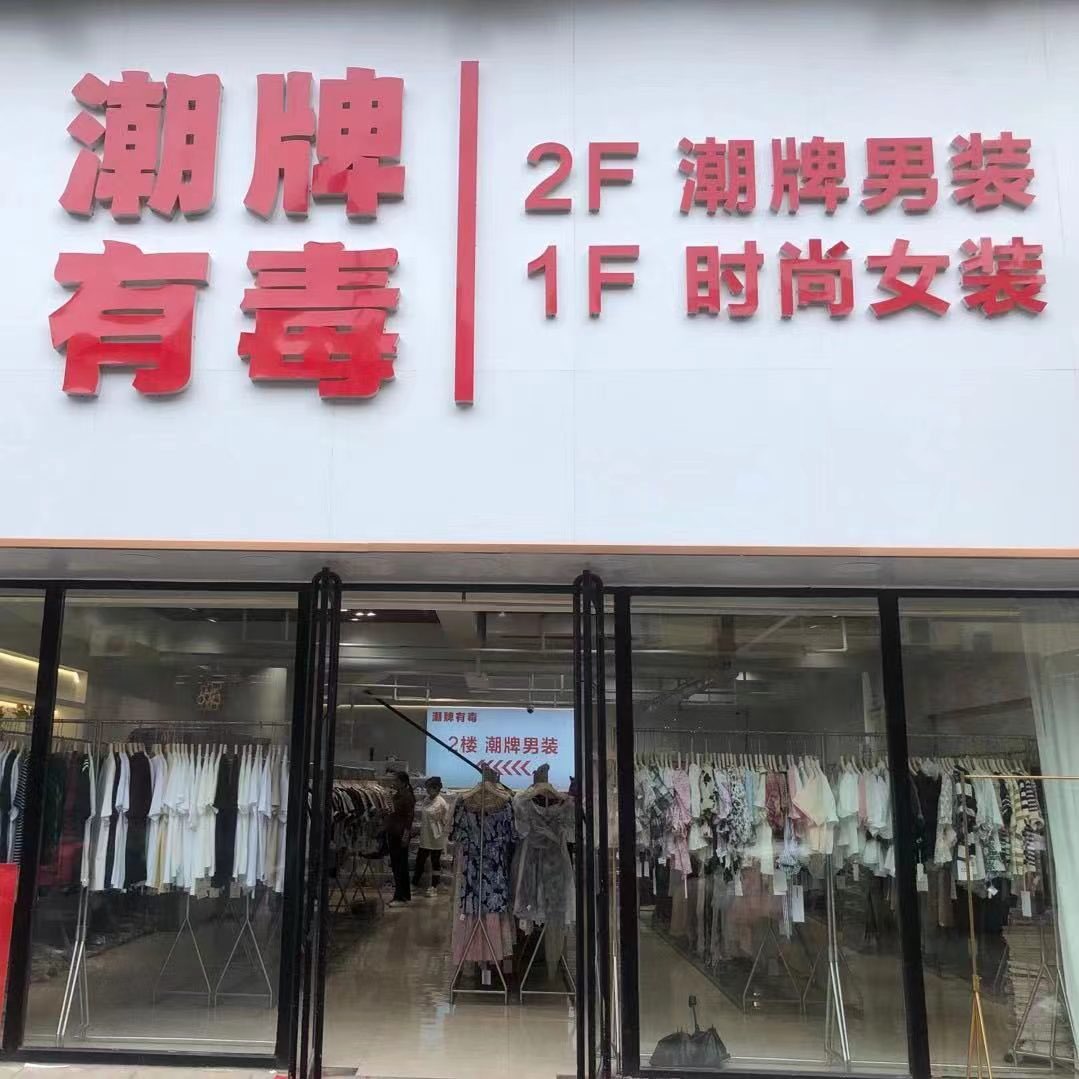 潮牌
有毒
2F 潮牌男装
1F 时尚女装
潮牌有毒
2楼 潮牌男装